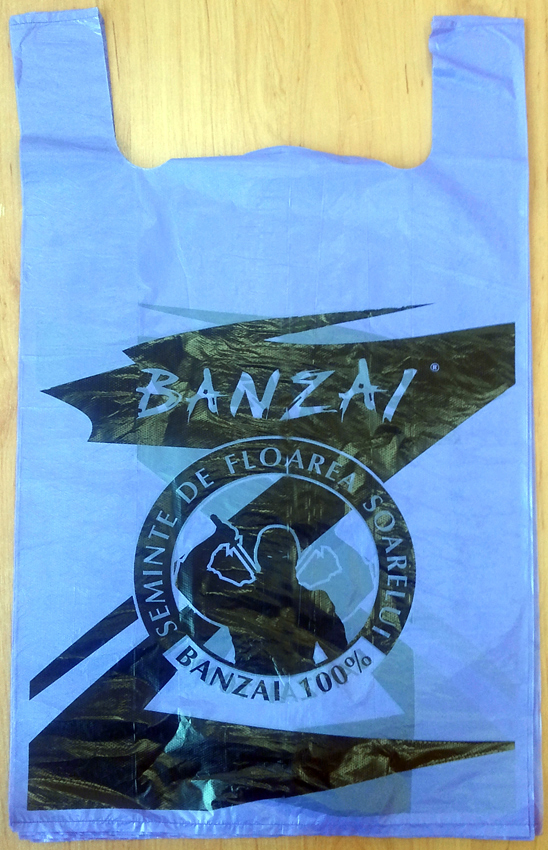 BANZAI ®
SEMINTE DE FLOAREA SOARELUI
BANZAI 100%